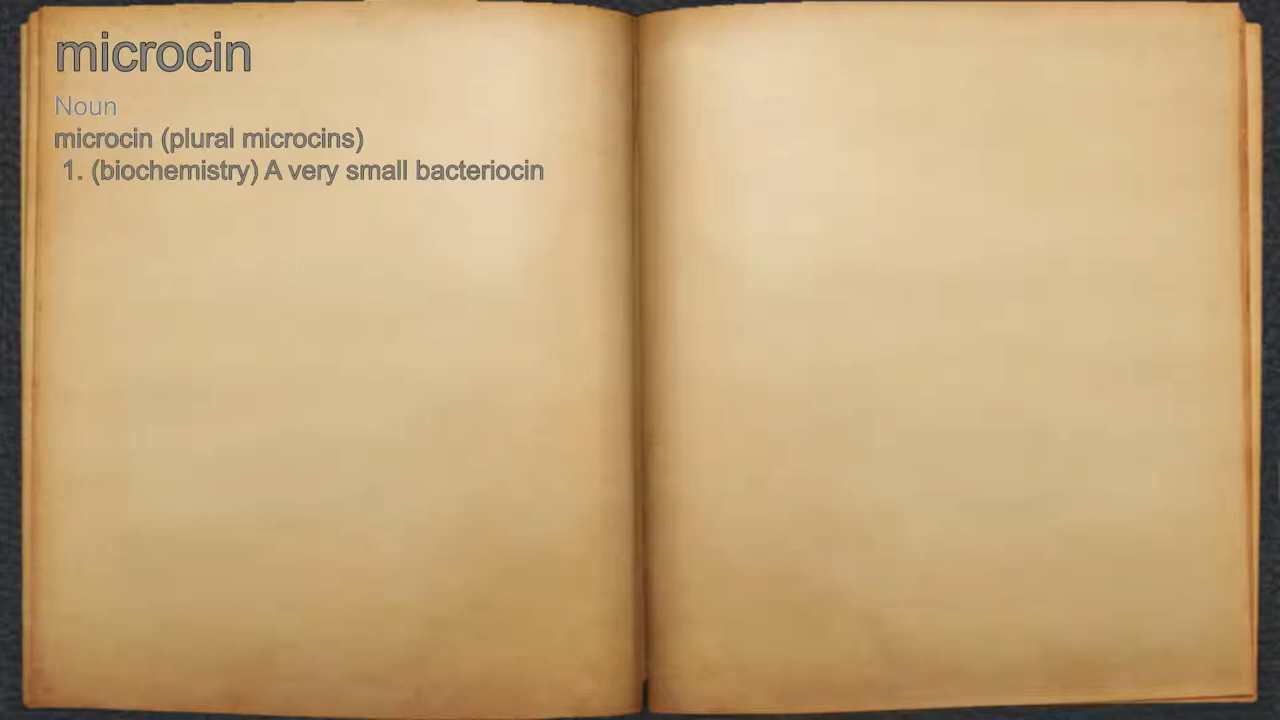 microcin
Noun
microcin (plural microcins)
1. (biochemistry) A very small bacteriocin